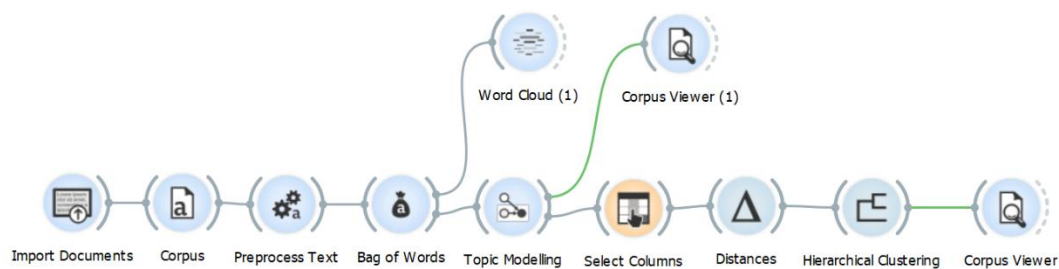 Word Cloud (1)
Corpus Viewer (1)
a
a
a
Import Documents
Corpus
Preprocess Text
Bag of Words
Topic Modelling
Select Columns
Distances
Hierarchical Clustering
Corpus Viewer